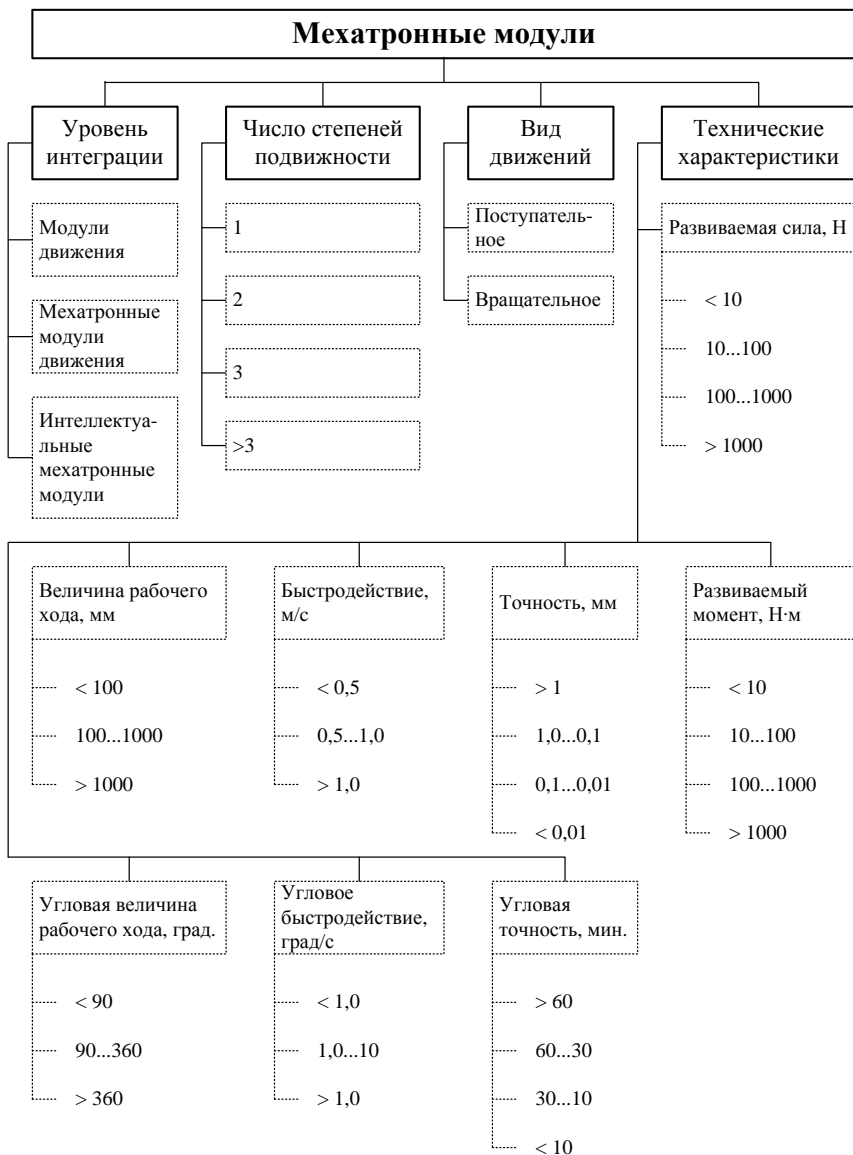 Мехатронные модули
Уровень
интеграции
Модули
движения
Мехатронные
модули
движения
Интеллектуа-
льные
мехатронные
модули
Число степеней
подвижности
1
2
3
>3
Вид
движений
Поступатель-
ное
Вращательное
Технические
характеристики
Развиваемая сила, Н
< 10
10...100
100...1000
> 1000
Величина рабочего
хода, мм
< 100
100...1000
> 1000
Быстродействие,
м/с
< 0,5
0,5...1,0
> 1,0
Точность, мм
> 1
1,0...0,1
0,1...0,01
< 0,01
Развиваемый
момент, Н·м
< 10
10...100
100...1000
> 1000
Угловая величина
рабочего хода, град.
< 90
90...360
> 360
Угловое
быстродействие,
град/с
< 1,0
1,0...10
> 1,0
Угловая
точность, мин.
> 60
60...30
30...10
< 10